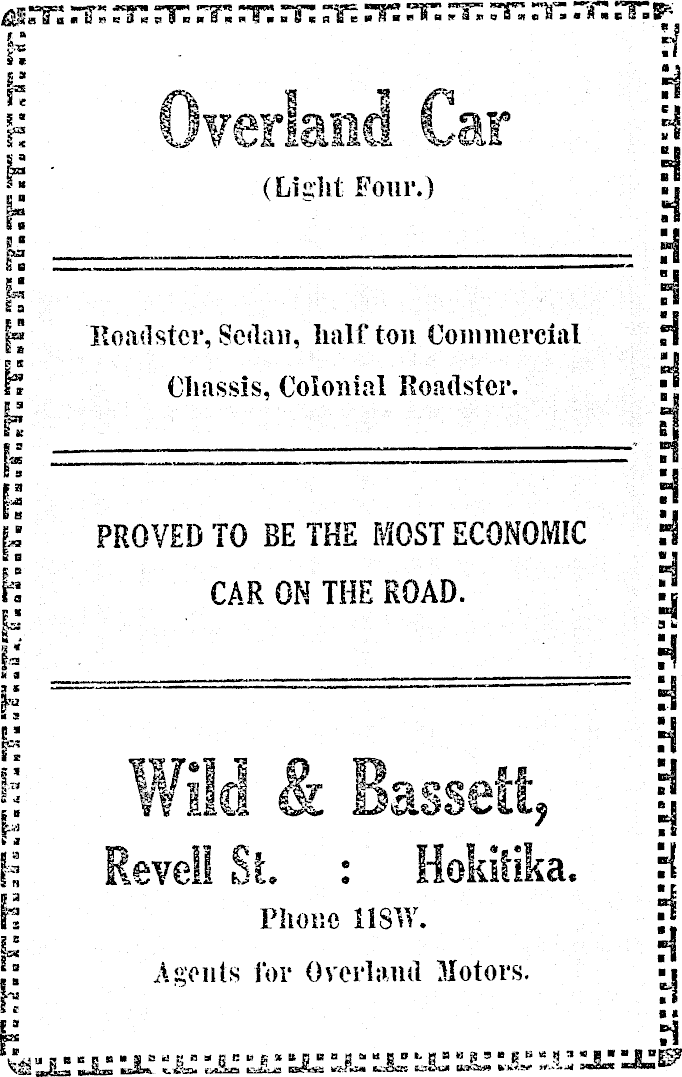 Overland Car
(Light Four.)
Roadster, Sedan, half ton Commercial
Chassis, Colonial Roadster.
PROVED TO BE THE MOST ECONOMIC
CAR ON THE ROAD.
Wild & Bassett,
Revell St. : Hokitika.
Phone 118W.
Agents for Overland Motors.